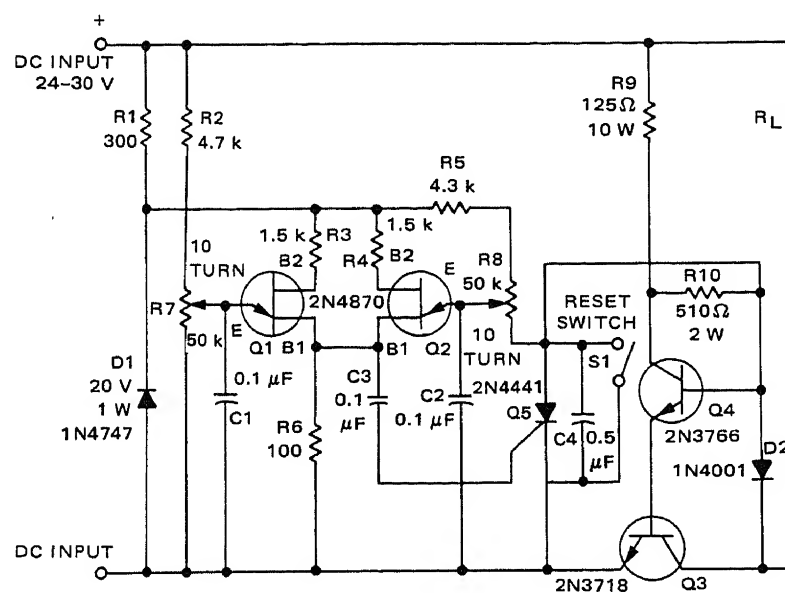 +
DC INPUT
24–30 V
R1
300
R2
4.7 k
R9
125Ω
10 W
RL
R5
4.3 k
1.5 k
R3
B2
1.5 k
R4
B2
10
TURN
R7
50 k
E
2N4870
Q1
B1
B1
Q2
E
R8
50 k
10
TURN
R10
510Ω
2 W
RESET
SWITCH
S1
D1
20 V
1 W
1N4747
0.1 μF
C1
C3
0.1
μF
C2
0.1 μF
2N4441
Q5
C4
0.5
μF
R6
100
Q4
2N3766
D2
1N4001
DC INPUT
2N3718
Q3